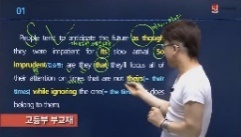 01
People tend to anticipate the future as though
they were impatient for its slow arrival.
So
Imprudent are they that they'll focus all of
their attention on times that are not theirs(= their
times) while ignoring the one(= the time) that does
belong to them.
고등부 부교재